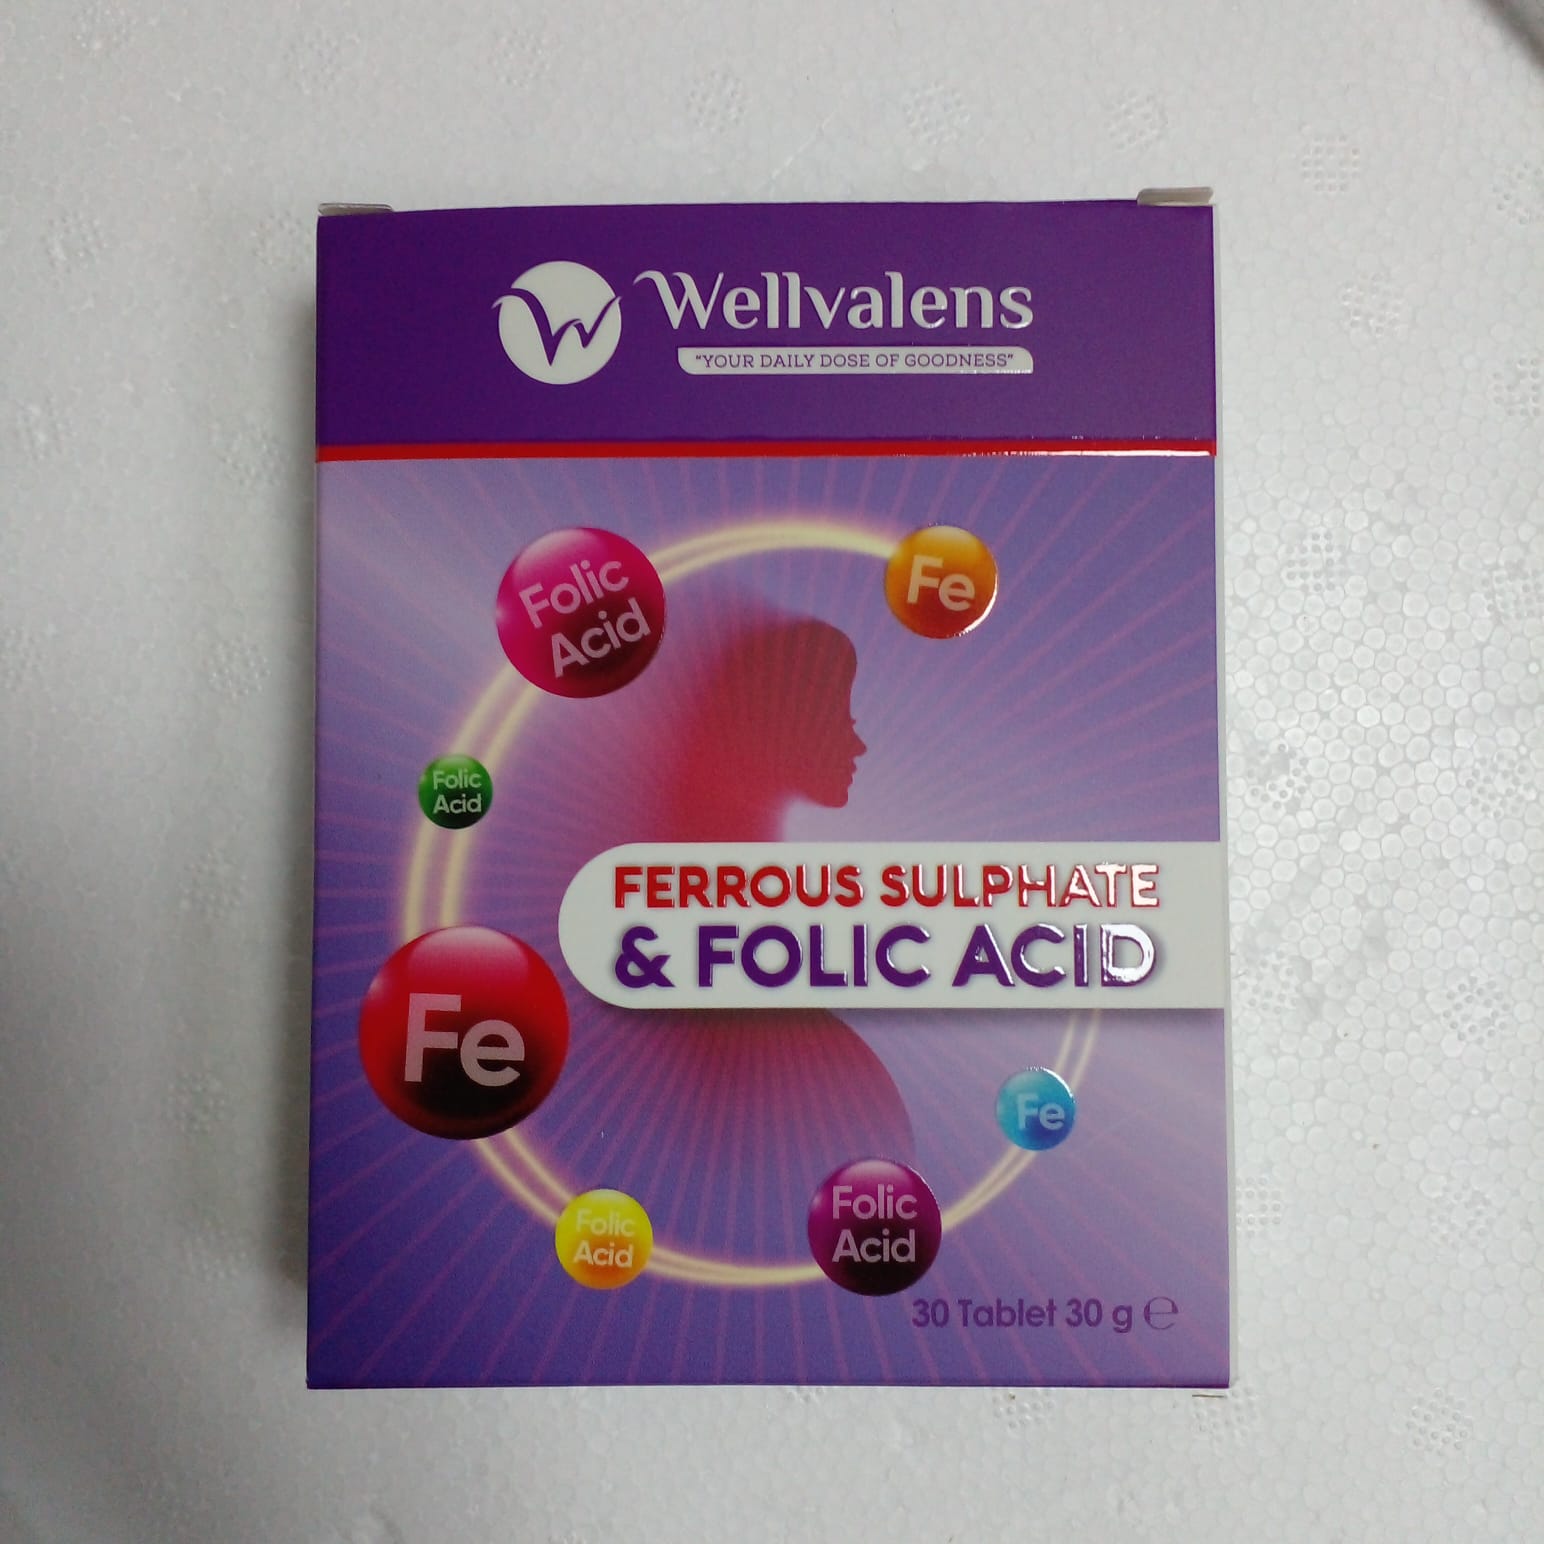 Wellvalens
"YOUR DAILY DOSE OF GOODNESS"
Folic
Acid
Fe
Folic
Acid
FERROUS SULPHATE
& FOLIC ACID
Fe
Fe
Folic
Acid
Folic
Acid
30 Tablet 30 g ℮